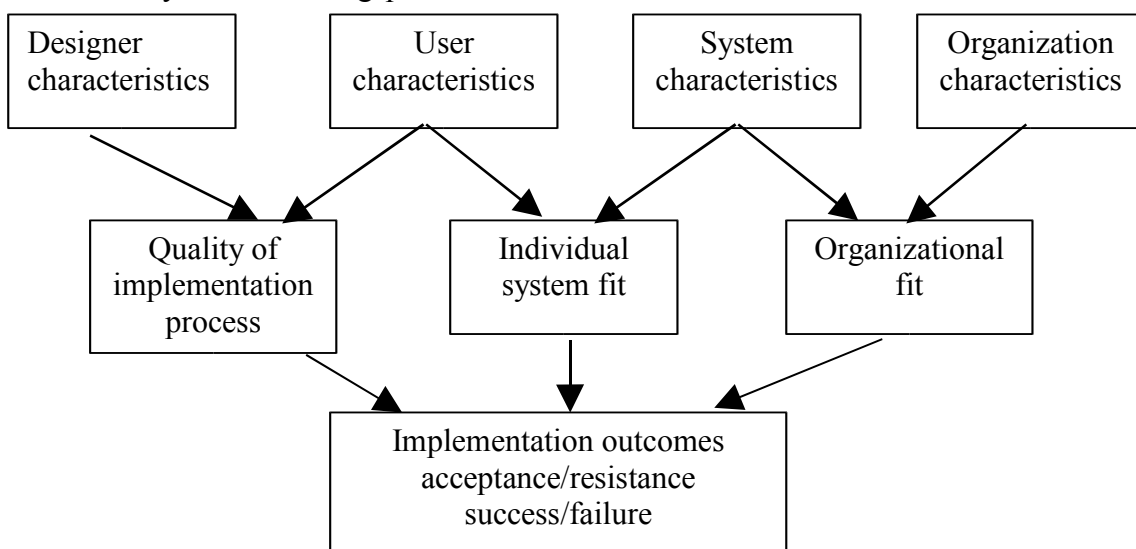 Designer
characteristics
User
characteristics
System
characteristics
Organization
characteristics
Quality of
implementation
process
Individual
system fit
Organizational
fit
Implementation outcomes
acceptance/resistance
success/failure